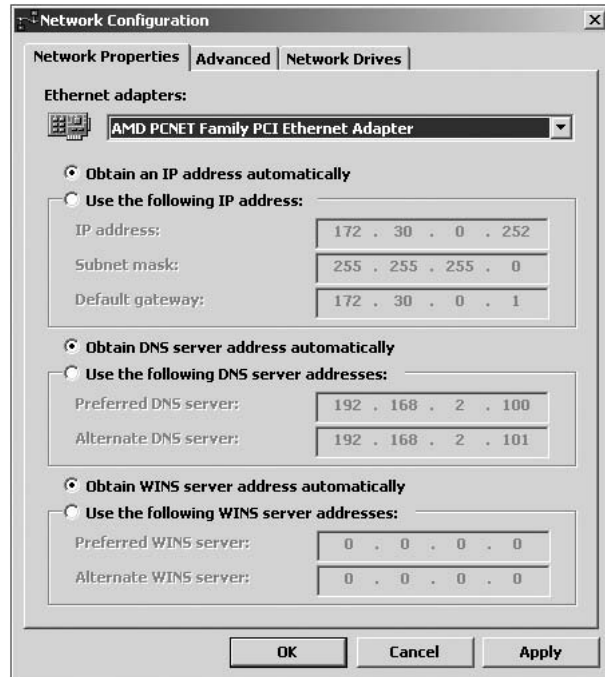 Network Configuration
Network Properties Advanced Network Drives
Ethernet adapters:
AMD PCNET Family PCI Ethernet Adapter
Obtain an IP address automatically
Use the following IP address:
IP address: 172 . 30 . 0 . 252
Subnet mask: 255 . 255 . 255 . 0
Default gateway: 172 . 30 . 0 . 1
Obtain DNS server address automatically
Use the following DNS server addresses:
Preferred DNS server: 192 . 168 . 2 . 100
Alternate DNS server: 192 . 168 . 2 . 101
Obtain WINS server address automatically
Use the following WINS server addresses:
Preferred WINS server: 0 . 0 . 0 . 0
Alternate WINS server: 0 . 0 . 0 . 0
OK Cancel Apply